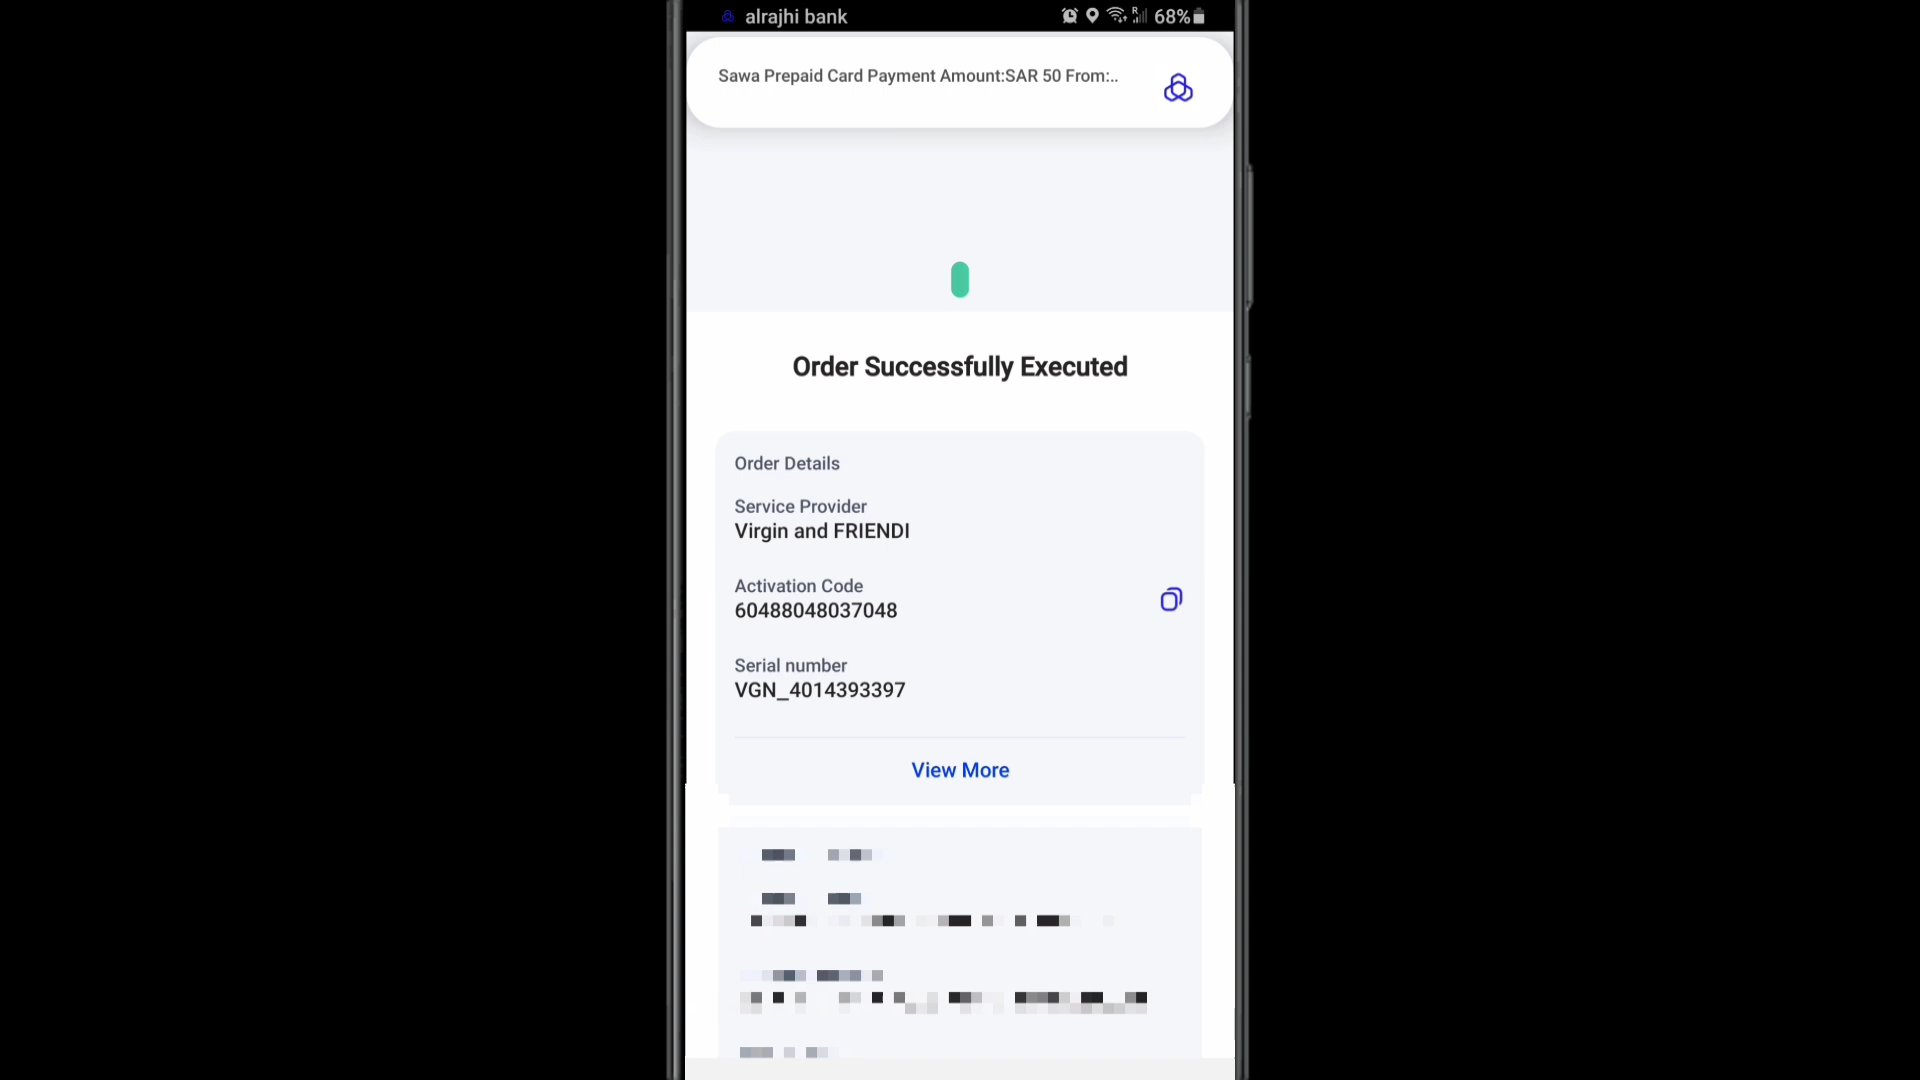 alrajhi bank
68%
Sawa Prepaid Card Payment Amount:SAR 50 From:..
Order Successfully Executed
Order Details
Service Provider
Virgin and FRIENDI
Activation Code
60488048037048
Serial number
VGN_4014393397
View More